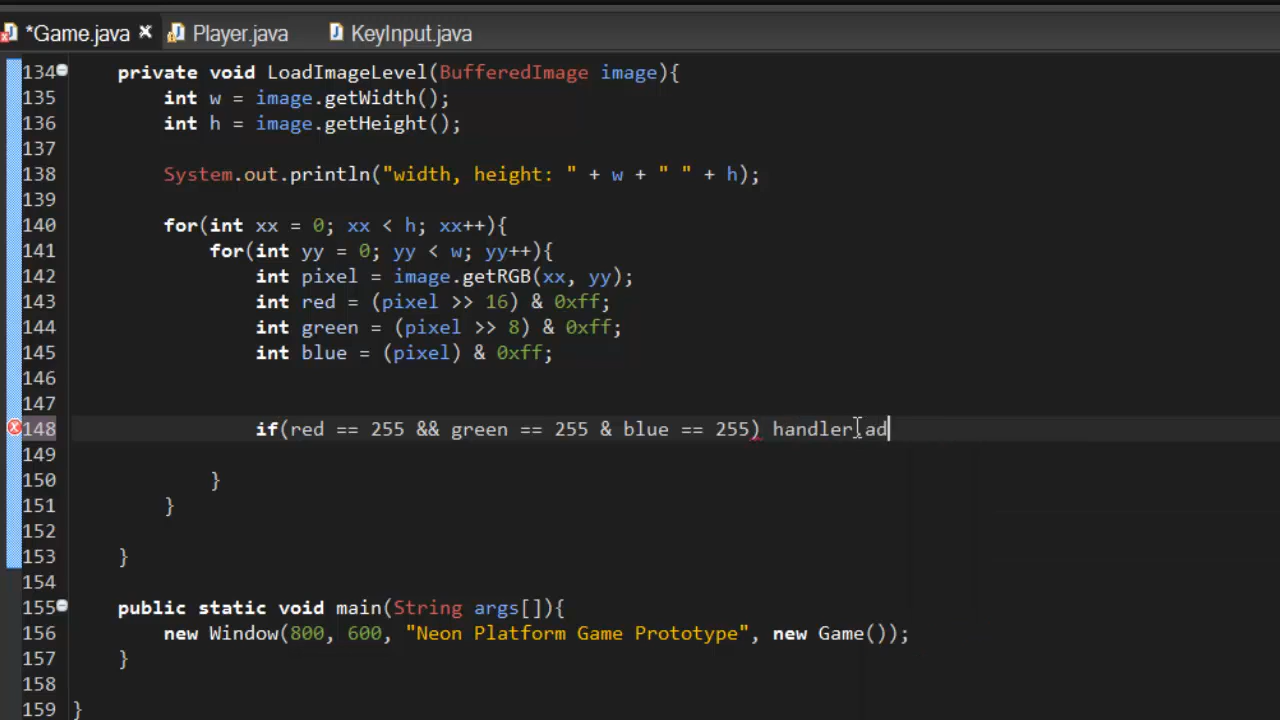 *Game.java Player.java KeyInput.java
134 private void LoadImageLevel(BufferedImage image){
135 int w = image.getWidth();
136 int h = image.getHeight();
137
138 System.out.println("width, height: " + w + " " + h);
139
140 for(int xx = 0; xx < h; xx++){
141 for(int yy = 0; yy < w; yy++){
142 int pixel = image.getRGB(xx, yy);
143 int red = (pixel >> 16) & 0xff;
144 int green = (pixel >> 8) & 0xff;
145 int blue = (pixel) & 0xff;
146
147
148 if(red == 255 && green == 255 & blue == 255) handler.ad
149
150 }
151 }
152
153 }
154
155 public static void main(String args[]){
156 new Window(800, 600, "Neon Platform Game Prototype", new Game());
157 }
158
159 }